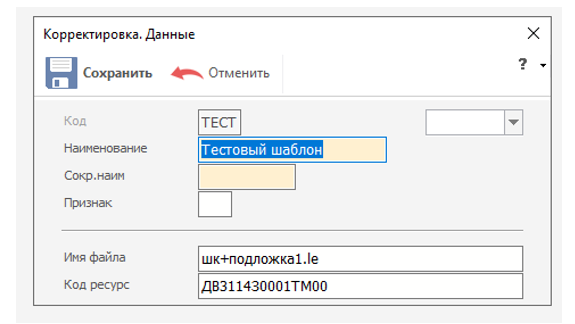 Корректировка. Данные
Сохранить Отменить ?
Код ТЕСТ
Наименование Тестовый шаблон
Сокр.наим
Признак
Имя файла шк+подложка1.le
Код ресурс ДВ311430001ТМ00